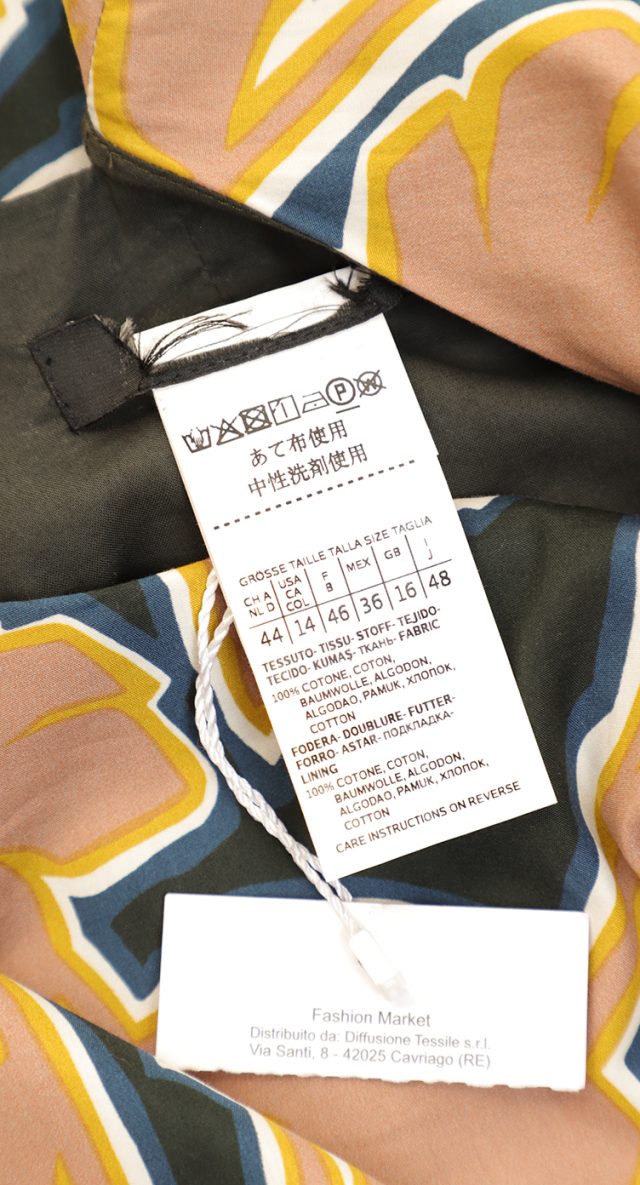 P W
あて布使用
中性洗剤使用
GRÖSSE TAILLE TALLA SIZE TAGLIA
CH A NL D | USA CA COL | F B | MEX | GB | I J
44 | 14 | 46 | 36 | 16 | 48
TESSUTO-TISSU-STOFF-TEJIDO-
TECIDO-KUMAŞ-ТКАНЬ-FABRIC
100% COTONE, COTON,
BAUMWOLLE, ALGODON,
ALGODAO, PAMUK, ХЛОПОК,
COTTON
FODERA-DOUBLURE-FUTTER-
FORRO-ASTAR-ПОДКЛАДКА-
LINING
100% COTONE, COTON,
BAUMWOLLE, ALGODON,
ALGODAO, PAMUK, ХЛОПОК,
COTTON
CARE INSTRUCTIONS ON REVERSE
Fashion Market
Distribuito da: Diffusione Tessile s.r.l.
Via Santi, 8 - 42025 Cavriago (RE)